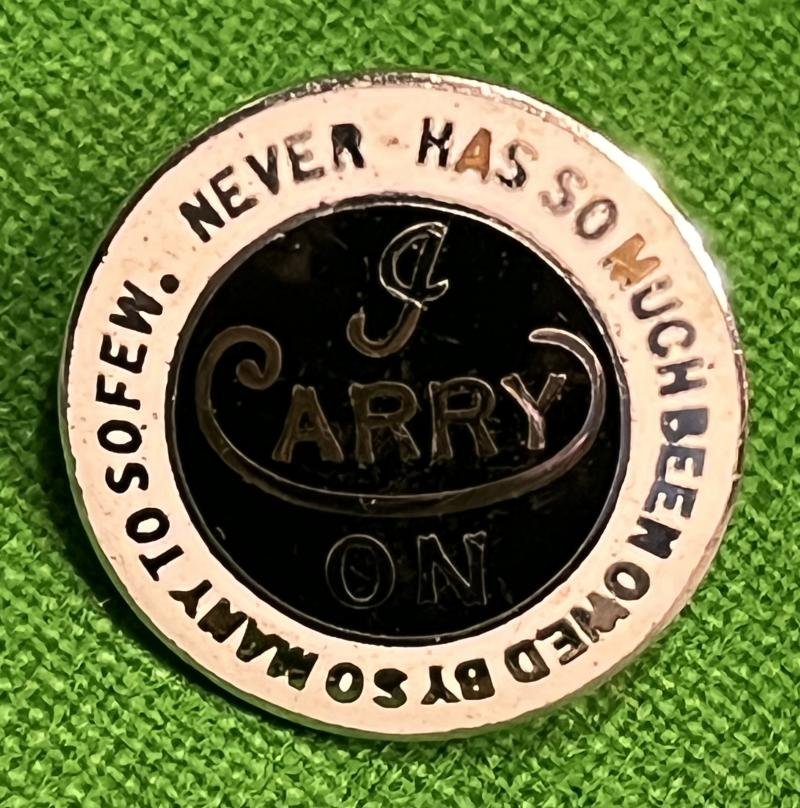 NEVER HAS SO MUCH BEEN OWED BY SO MANY TO SO FEW.
I
CARRY
ON